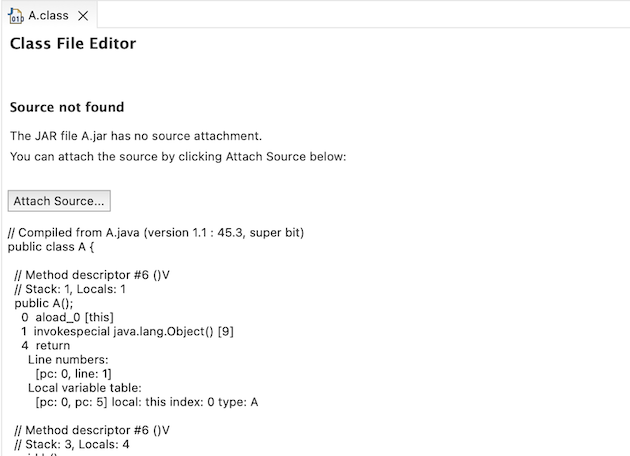 A.class
Class File Editor
Source not found
The JAR file A.jar has no source attachment.
You can attach the source by clicking Attach Source below:
Attach Source...
// Compiled from A.java (version 1.1 : 45.3, super bit)
public class A {
// Method descriptor #6 ()V
// Stack: 1, Locals: 1
public A();
0 aload_0 [this]
1 invokespecial java.lang.Object() [9]
4 return
Line numbers:
[pc: 0, line: 1]
Local variable table:
[pc: 0, pc: 5] local: this index: 0 type: A
// Method descriptor #6 ()V
// Stack: 3, Locals: 4